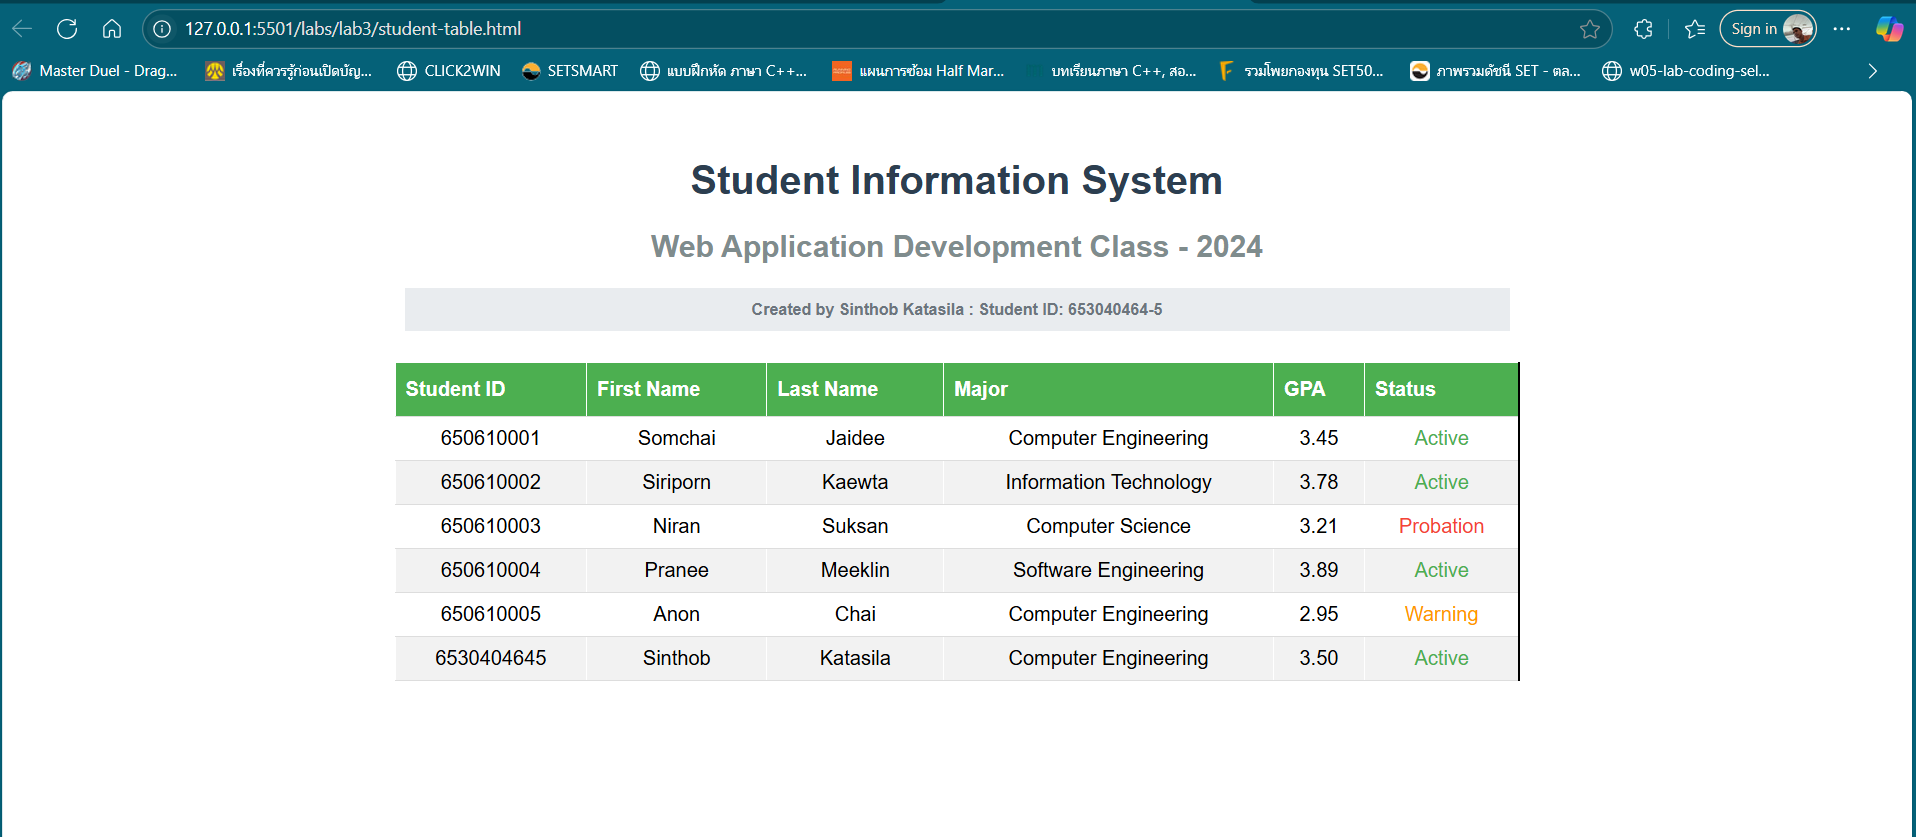 127.0.0.1:5501/labs/lab3/student-table.html
Sign in
Master Duel - Drag...
เรื่องที่ควรรู้ก่อนเปิดบัญ...
CLICK2WIN
SETSMART
แบบฝึกหัด ภาษา C++...
แผนการซ้อม Half Mar...
บทเรียนภาษา C++, สอ...
รวมโพยกองทุน SET50...
ภาพรวมดัชนี SET - ตล...
w05-lab-coding-sel...
Student Information System
Web Application Development Class - 2024
Created by Sinthob Katasila : Student ID: 653040464-5
Student ID First Name Last Name Major GPA Status
650610001 Somchai Jaidee Computer Engineering 3.45 Active
650610002 Siriporn Kaewta Information Technology 3.78 Active
650610003 Niran Suksan Computer Science 3.21 Probation
650610004 Pranee Meeklin Software Engineering 3.89 Active
650610005 Anon Chai Computer Engineering 2.95 Warning
6530404645 Sinthob Katasila Computer Engineering 3.50 Active